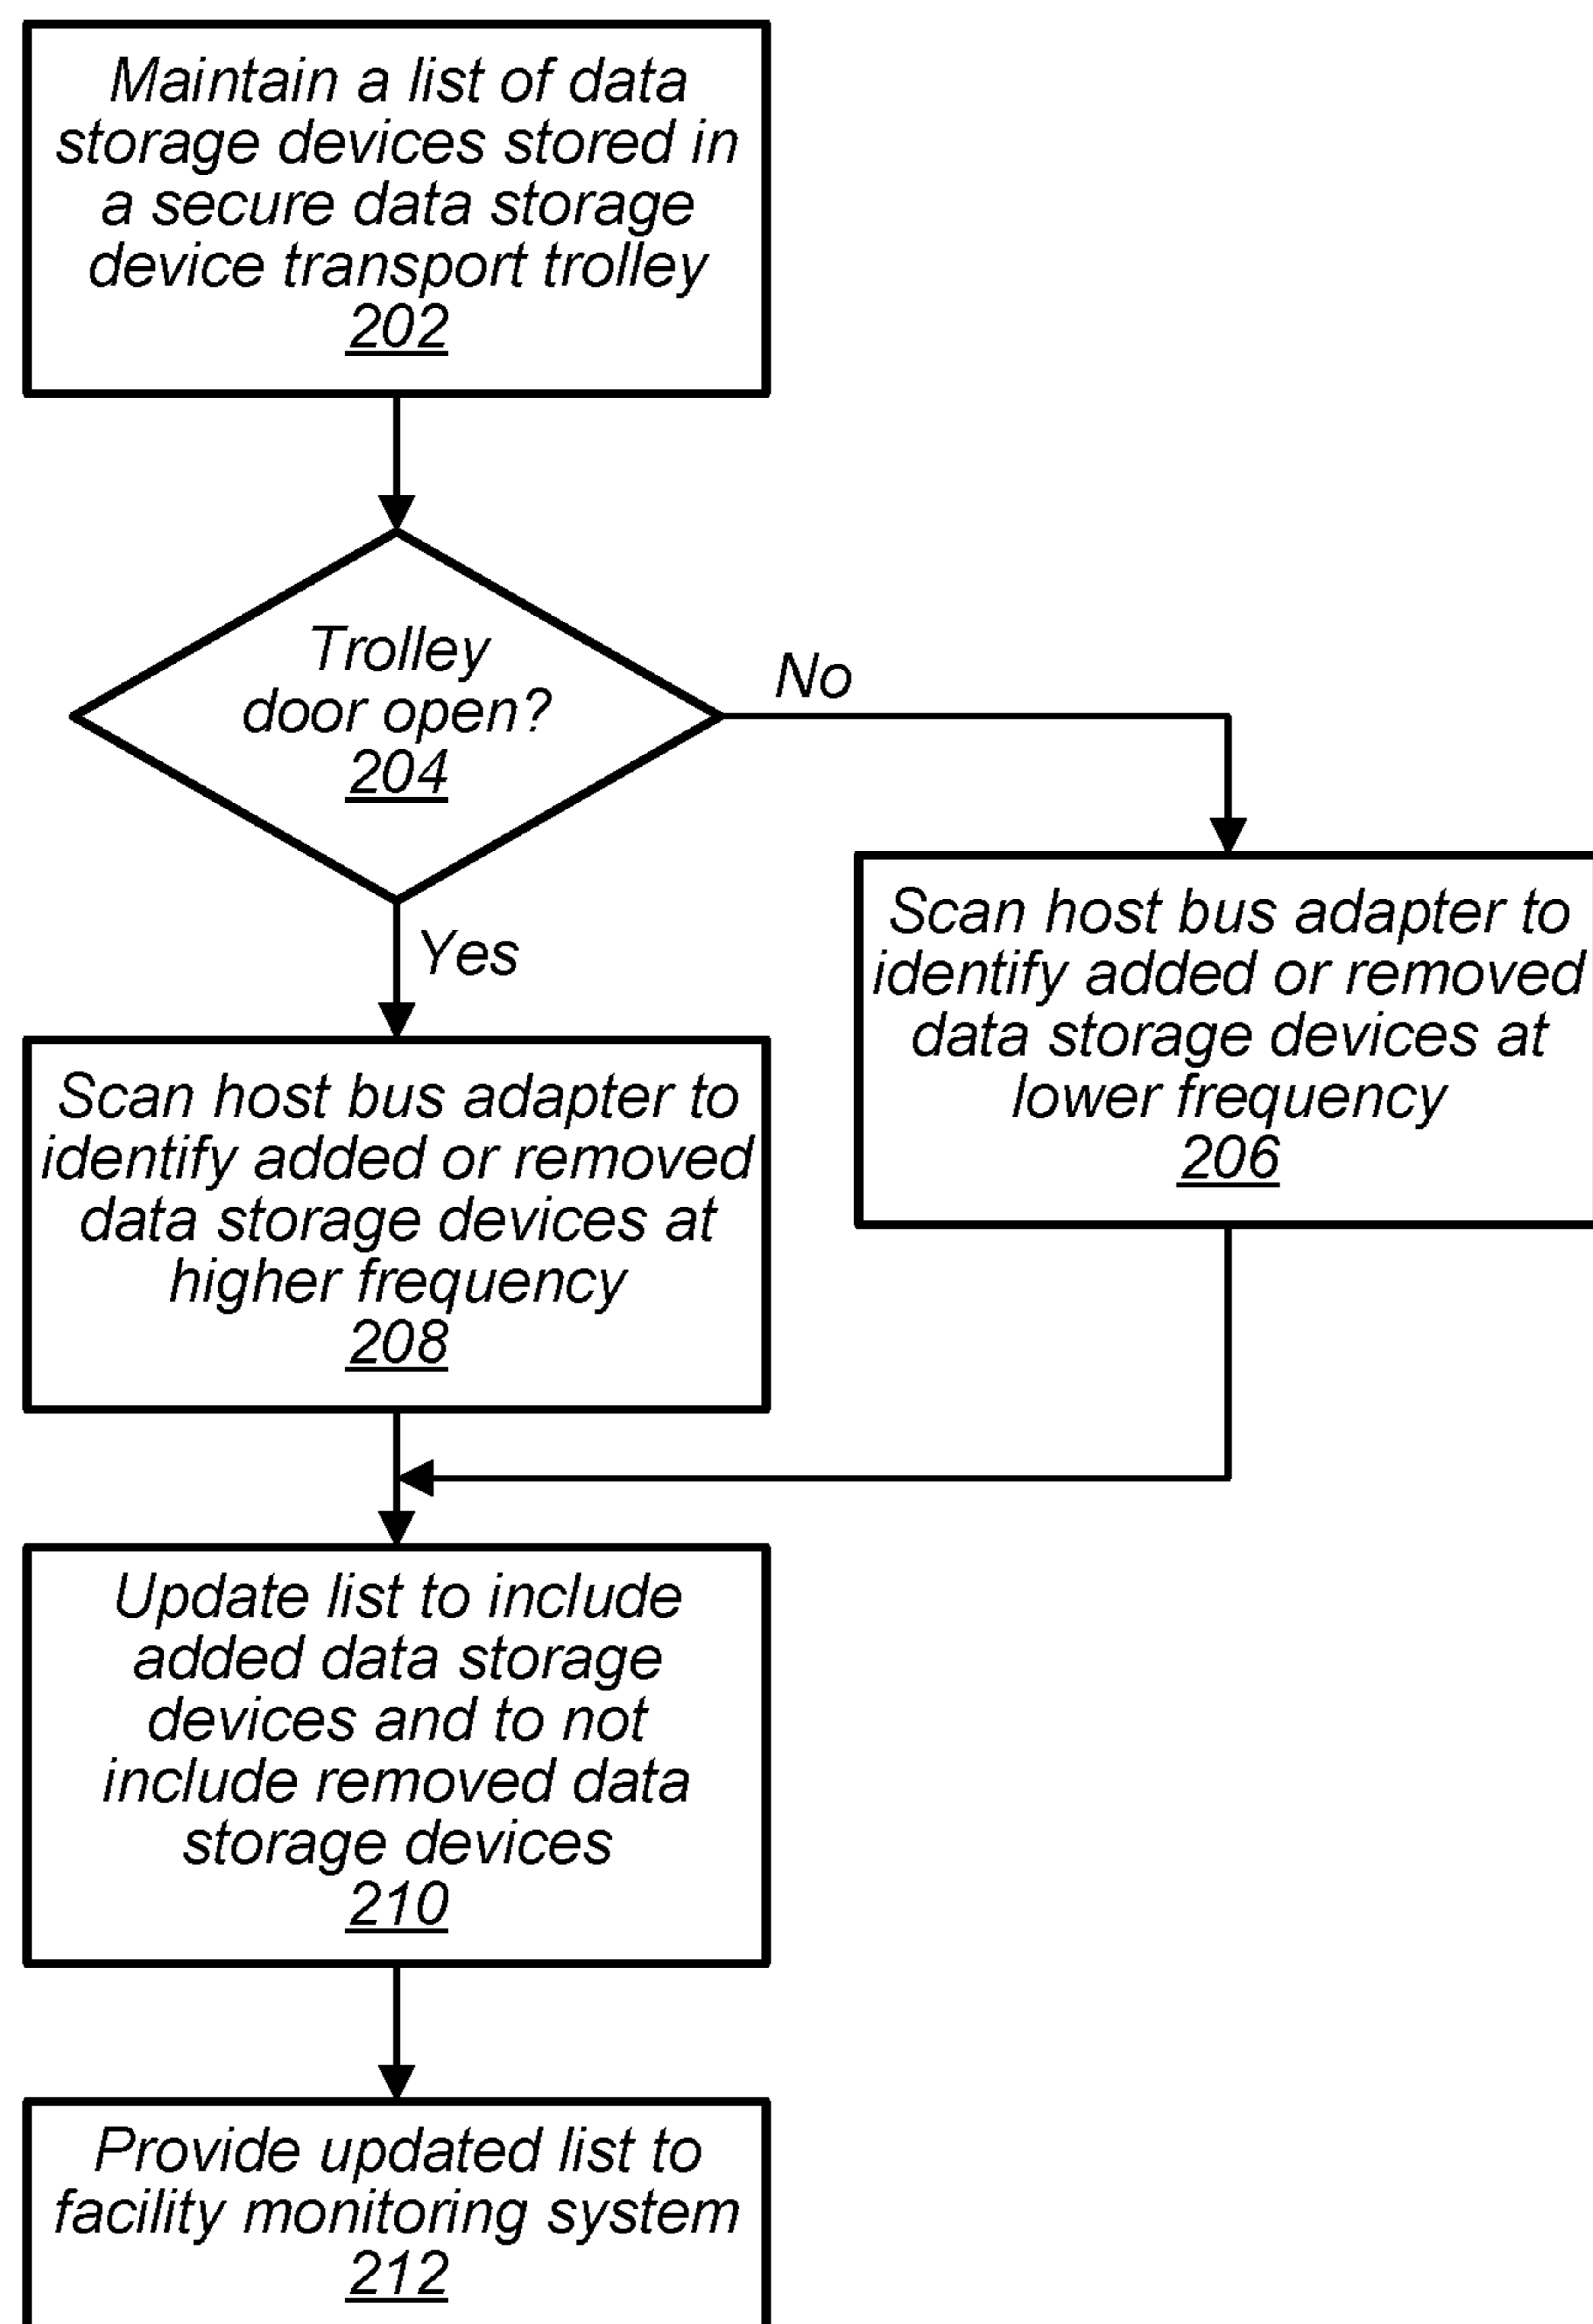 Maintain a list of data
storage devices stored in
a secure data storage
device transport trolley
202
Trolley
door open?
204
No
Yes
Scan host bus adapter to
identify added or removed
data storage devices at
lower frequency
206
Scan host bus adapter to
identify added or removed
data storage devices at
higher frequency
208
Update list to include
added data storage
devices and to not
include removed data
storage devices
210
Provide updated list to
facility monitoring system
212